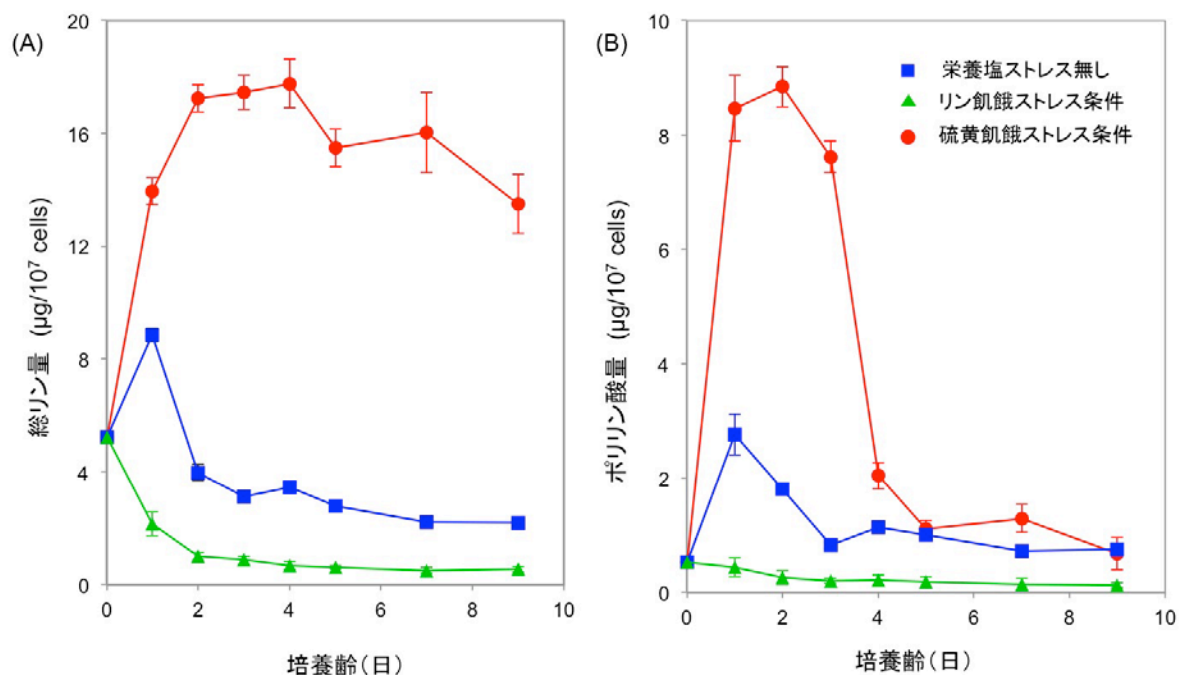 (A)
総リン量 (µg/10⁷ cells)
20
16
12
8
4
0
0 2 4 6 8 10
培養齢(日)
(B)
ポリリン酸量 (µg/10⁷ cells)
10
8
6
4
2
0
0 2 4 6 8 10
培養齢(日)
栄養塩ストレス無し
リン飢餓ストレス条件
硫黄飢餓ストレス条件